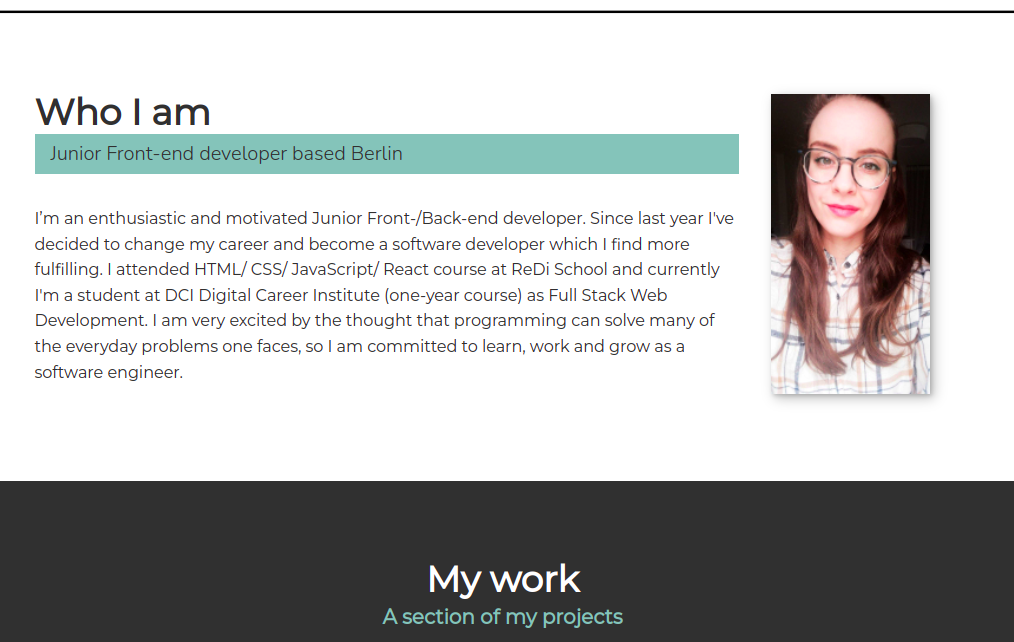 Who I am
Junior Front-end developer based Berlin
I’m an enthusiastic and motivated Junior Front-/Back-end developer. Since last year I've
decided to change my career and become a software developer which I find more
fulfilling. I attended HTML/ CSS/ JavaScript/ React course at ReDi School and currently
I'm a student at DCI Digital Career Institute (one-year course) as Full Stack Web
Development. I am very excited by the thought that programming can solve many of
the everyday problems one faces, so I am committed to learn, work and grow as a
software engineer.
My work
A section of my projects